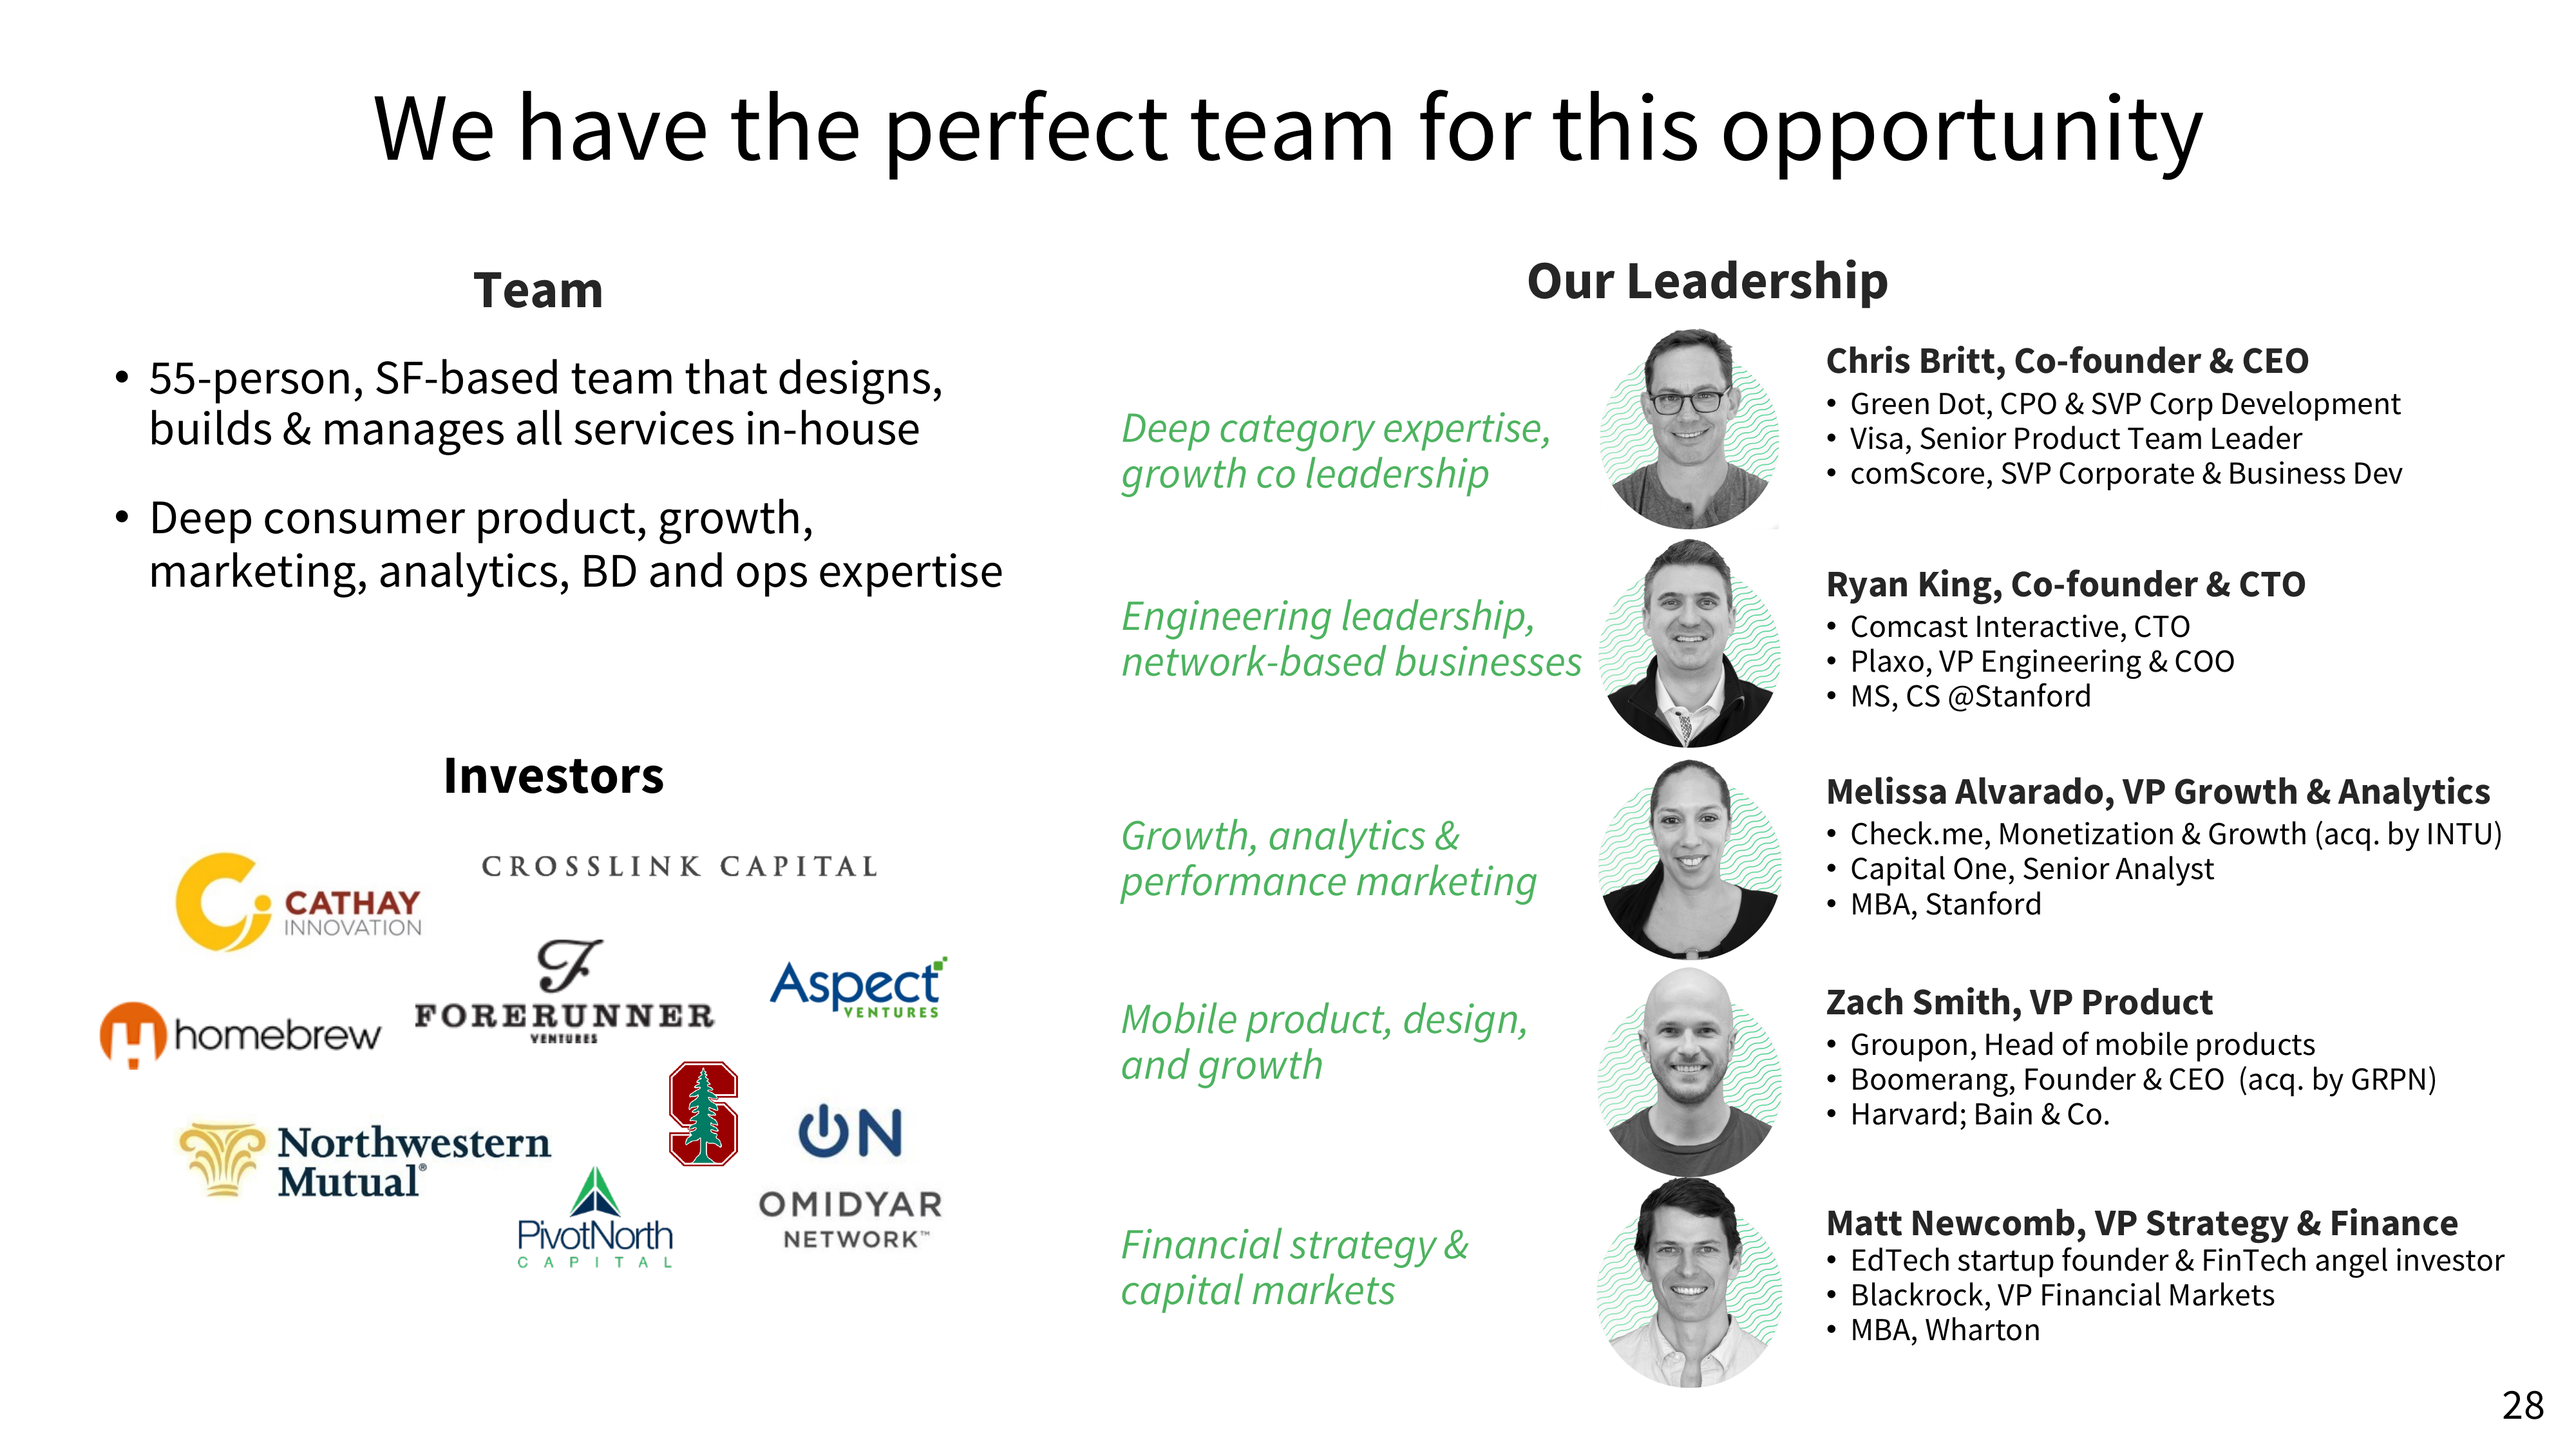 We have the perfect team for this opportunity
Team
• 55-person, SF-based team that designs,
builds & manages all services in-house
• Deep consumer product, growth,
marketing, analytics, BD and ops expertise
Investors
CATHAY
INNOVATION
CROSSLINK CAPITAL
homebrew
F
FORERUNNER
VENTURES
Aspect
VENTURES
Northwestern
Mutual®
PivotNorth
CAPITAL
S
ON
OMIDYAR
NETWORK™
Our Leadership
Deep category expertise,
growth co leadership
Chris Britt, Co-founder & CEO
• Green Dot, CPO & SVP Corp Development
• Visa, Senior Product Team Leader
• comScore, SVP Corporate & Business Dev
Engineering leadership,
network-based businesses
Ryan King, Co-founder & CTO
• Comcast Interactive, CTO
• Plaxo, VP Engineering & COO
• MS, CS @Stanford
Growth, analytics &
performance marketing
Melissa Alvarado, VP Growth & Analytics
• Check.me, Monetization & Growth (acq. by INTU)
• Capital One, Senior Analyst
• MBA, Stanford
Mobile product, design,
and growth
Zach Smith, VP Product
• Groupon, Head of mobile products
• Boomerang, Founder & CEO (acq. by GRPN)
• Harvard; Bain & Co.
Financial strategy &
capital markets
Matt Newcomb, VP Strategy & Finance
• EdTech startup founder & FinTech angel investor
• Blackrock, VP Financial Markets
• MBA, Wharton
28